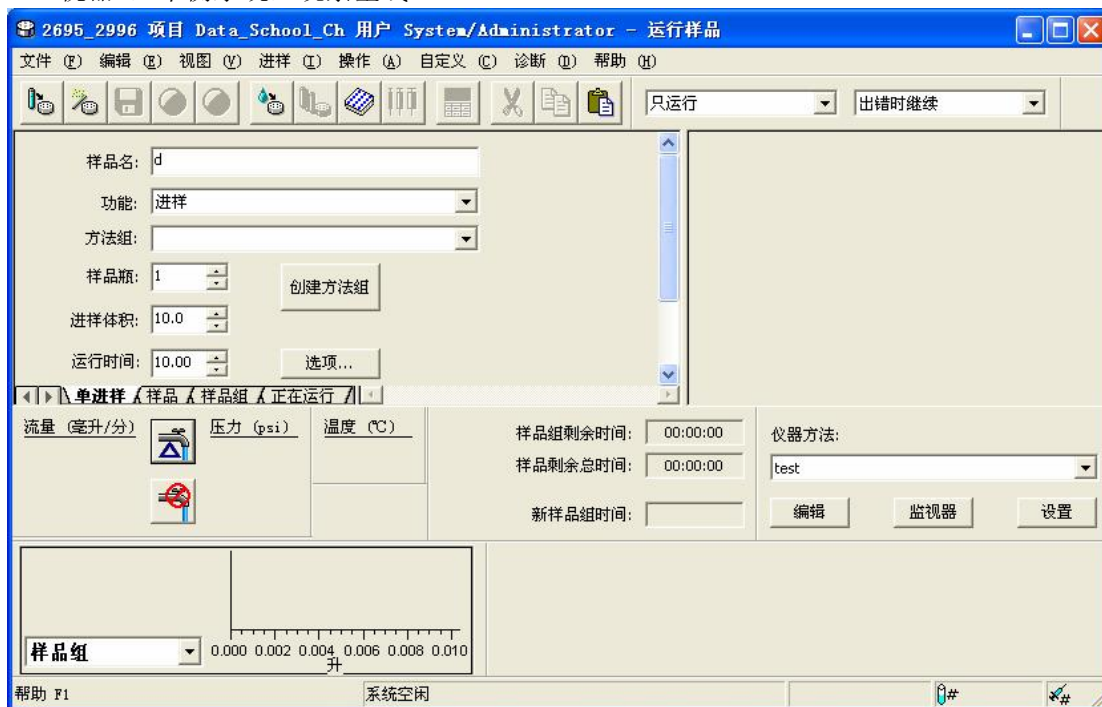 2695_2996 项目 Data_School_Ch 用户 System/Administrator - 运行样品
文件 (F) 编辑 (E) 视图 (V) 进样 (I) 操作 (A) 自定义 (C) 诊断 (D) 帮助 (H)
只运行 出错时继续
样品名: d
功能: 进样
方法组:
样品瓶: 1
创建方法组
进样体积: 10.0
运行时间: 10.00 选项...
单进样 样品 样品组 正在运行
流量 (毫升/分) 压力 (psi) 温度 (℃)
样品组剩余时间: 00:00:00
样品剩余总时间: 00:00:00
新样品组时间:
仪器方法:
test
编辑 监视器 设置
样品组
0.000 0.002 0.004 0.006 0.008 0.010
升
帮助 F1 系统空闲 # #